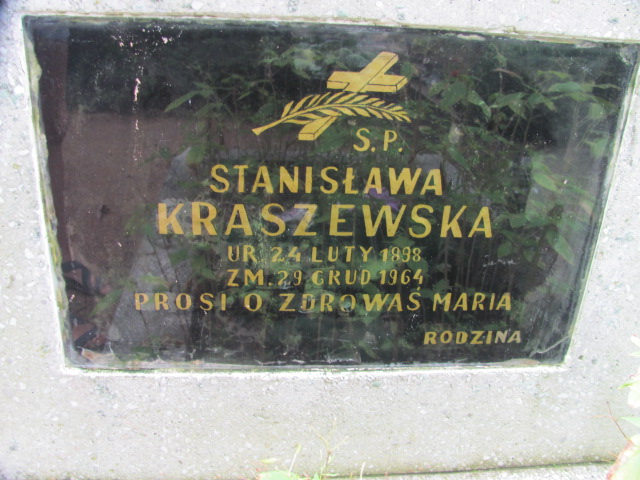 S.P.
STANISŁAWA
KRASZEWSKA
UR. 24 LUTY 1898
ZM. 29 GRUD 1964
PROSI O ZDROWAŚ MARIA
RODZINA